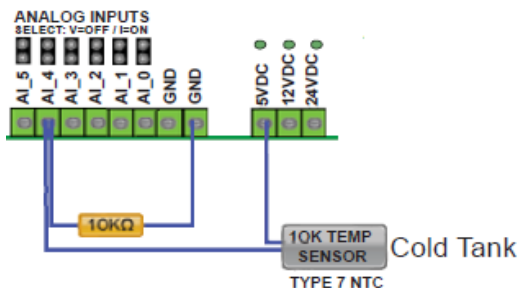 ANALOG INPUTS
SELECT: V=OFF / I=ON
AI_5
AI_4
AI_3
AI_2
AI_1
AI_0
GND
GND
5VDC
12VDC
24VDC
10KΩ
10K TEMP
SENSOR
Cold Tank
TYPE 7 NTC